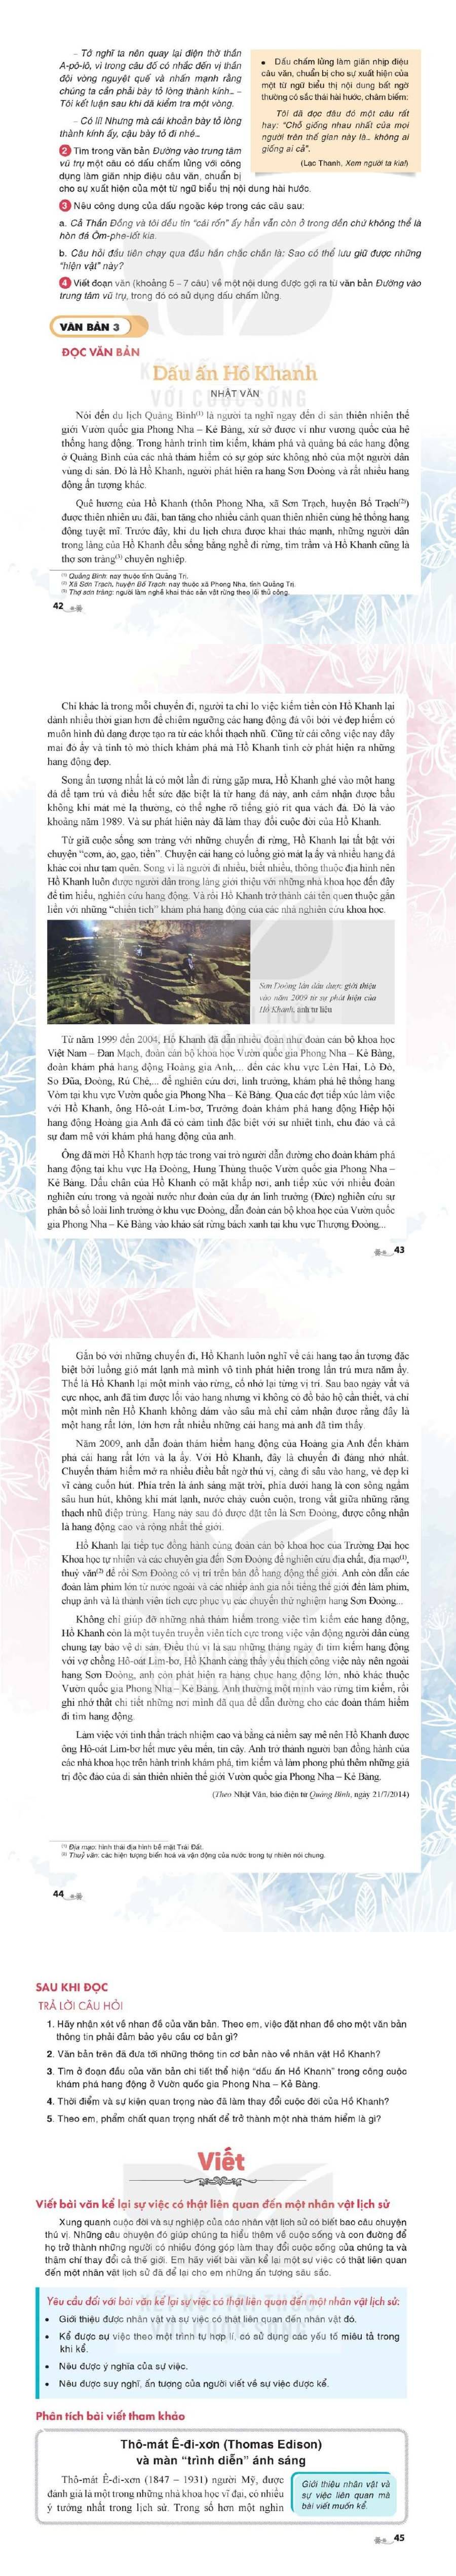 – Tớ nghĩ ta nên quay lại điện thờ thần
A-pô-lô, vì trong câu đố có nhắc đến vị thần
đội vòng nguyệt quế và nhấn mạnh rằng
chúng ta cần phải bày tỏ lòng thành kính... –
Tôi kết luận sau khi đã kiểm tra một vòng.
– Có lí! Nhưng mà cái khoản bày tỏ lòng
thành kính ấy, cậu bày tỏ đi nhé...
• Dấu chấm lửng làm giãn nhịp điệu
câu văn, chuẩn bị cho sự xuất hiện của
một từ ngữ biểu thị nội dung bất ngờ
thường có sắc thái hài hước, châm biếm:
Tôi đã đọc đâu đó một câu rất
hay: "Chỗ giống nhau nhất của mọi
người trên thế gian này là... không ai
giống ai cả".
(Lạc Thanh, Xem người ta kìa!)
2 Tìm trong văn bản Đường vào trung tâm
vũ trụ một câu có dấu chấm lửng với công
dụng làm giãn nhịp điệu câu văn, chuẩn bị
cho sự xuất hiện của một từ ngữ biểu thị nội dung hài hước.
3 Nêu công dụng của dấu ngoặc kép trong các câu sau:
a. Cả Thần Đồng và tôi đều tin "cái rốn" ấy hẳn vẫn còn ở trong đền chứ không thể là
hòn đá Ôm-phe-lốt kia.
b. Câu hỏi đầu tiên chạy qua đầu hắn chắc chắn là: Sao có thể lưu giữ được những
"hiện vật" này?
4 Viết đoạn văn (khoảng 5 – 7 câu) về một nội dung được gợi ra từ văn bản Đường vào
trung tâm vũ trụ, trong đó có sử dụng dấu chấm lửng.
VĂN BẢN 3
ĐỌC VĂN BẢN
KẾT NỐI TRI THỨC
VỚI CUỘC SỐNG
Dấu ấn Hồ Khanh
NHẬT VĂN
Nói đến du lịch Quảng Bình(1) là người ta nghĩ ngay đến di sản thiên nhiên thế
giới Vườn quốc gia Phong Nha – Kẻ Bàng, xứ sở được ví như vương quốc của hệ
thống hang động. Trong hành trình tìm kiếm, khám phá và quảng bá các hang động
ở Quảng Bình của các nhà thám hiểm có sự góp sức không nhỏ của một người dân
vùng di sản. Đó là Hồ Khanh, người phát hiện ra hang Sơn Đoòng và rất nhiều hang
động ấn tượng khác.
Quê hương của Hồ Khanh (thôn Phong Nha, xã Sơn Trạch, huyện Bố Trạch(2))
được thiên nhiên ưu đãi, ban tặng cho nhiều cảnh quan thiên nhiên cùng hệ thống hang
động tuyệt mĩ. Trước đây, khi du lịch chưa được khai thác mạnh, những người dân
trong làng của Hồ Khanh đều sống bằng nghề đi rừng, tìm trầm và Hồ Khanh cũng là
thợ sơn tràng(3) chuyên nghiệp.
(1) Quảng Bình: nay thuộc tỉnh Quảng Trị.
(2) Xã Sơn Trạch, huyện Bố Trạch: nay thuộc xã Phong Nha, tỉnh Quảng Trị.
(3) Thợ sơn tràng: người làm nghề khai thác sản vật rừng theo lối thủ công.
42
Chỉ khác là trong mỗi chuyến đi, người ta chỉ lo việc kiếm tiền còn Hồ Khanh lại
dành nhiều thời gian hơn để chiêm ngưỡng các hang động đá vôi bởi vẻ đẹp hiếm có
muôn hình đủ dạng được tạo ra từ các khối thạch nhũ. Cũng từ cái công việc nay đây
mai đó ấy và tính tò mò thích khám phá mà Hồ Khanh tình cờ phát hiện ra những
hang động đẹp.
Song ấn tượng nhất là có một lần đi rừng gặp mưa, Hồ Khanh ghé vào một hang
đá để tạm trú và điều hết sức đặc biệt là từ hang đá này, anh cảm nhận được bầu
không khí mát mẻ lạ thường, có thể nghe rõ tiếng gió rít qua vách đá. Đó là vào
khoảng năm 1989. Và sự phát hiện này đã làm thay đổi cuộc đời của Hồ Khanh.
Từ giã cuộc sống sơn tràng với những chuyến đi rừng, Hồ Khanh lại tất bật với
chuyện "cơm, áo, gạo, tiền". Chuyện cái hang có luồng gió mát lạ ấy và nhiều hang đá
khác coi như tạm quên. Song vì là người đi nhiều, biết nhiều, thông thuộc địa hình nên
Hồ Khanh luôn được người dân trong làng giới thiệu với những nhà khoa học đến đây
để tìm hiểu, nghiên cứu hang động. Và rồi Hồ Khanh trở thành cái tên quen thuộc gắn
liền với những "chiến tích" khám phá hang động của các nhà nghiên cứu khoa học.
Sơn Đoòng lần đầu được giới thiệu
vào năm 2009 từ sự phát hiện của
Hồ Khanh, ảnh tư liệu
Từ năm 1999 đến 2004, Hồ Khanh đã dẫn nhiều đoàn như đoàn cán bộ khoa học
Việt Nam – Đan Mạch, đoàn cán bộ khoa học Vườn quốc gia Phong Nha – Kẻ Bàng,
đoàn khám phá hang động Hoàng gia Anh,... đến các khu vực Lèn Hai, Lò Đò,
So Đũa, Đoòng, Rú Chẻ,... để nghiên cứu dơi, linh trưởng, khám phá hệ thống hang
Vòm tại khu vực Vườn quốc gia Phong Nha – Kẻ Bàng. Qua các đợt tiếp xúc làm việc
với Hồ Khanh, ông Hô-oát Lim-bơ, Trưởng đoàn khám phá hang động Hiệp hội
hang động Hoàng gia Anh đã có cảm tình đặc biệt với sự nhiệt tình, chu đáo và cả
sự đam mê với khám phá hang động của anh.
Ông đã mời Hồ Khanh hợp tác trong vai trò người dẫn đường cho đoàn khám phá
hang động tại khu vực Hạ Đoòng, Hung Thùng thuộc Vườn quốc gia Phong Nha –
Kẻ Bàng. Dấu chân của Hồ Khanh có mặt khắp nơi, anh tiếp xúc với nhiều đoàn
nghiên cứu trong và ngoài nước như đoàn của dự án linh trưởng (Đức) nghiên cứu sự
phân bố số loài linh trưởng ở khu vực Đoòng, dẫn đoàn cán bộ khoa học của Vườn quốc
gia Phong Nha – Kẻ Bàng vào khảo sát rừng bách xanh tại khu vực Thượng Đoòng...
43
Gắn bó với những chuyến đi, Hồ Khanh luôn nghĩ về cái hang tạo ấn tượng đặc
biệt bởi luồng gió mát lạnh mà mình vô tình phát hiện trong lần trú mưa năm ấy.
Thế là Hồ Khanh lại một mình vào rừng, cố nhớ lại từng vị trí. Sau bao ngày vất vả
cực nhọc, anh đã tìm được lối vào hang nhưng vì không có đồ bảo hộ cần thiết, và chỉ
một mình nên Hồ Khanh không dám vào sâu mà chỉ cảm nhận được rằng đây là
một hang rất lớn, lớn hơn rất nhiều những cái hang mà anh đã tìm thấy.
Năm 2009, anh dẫn đoàn thám hiểm hang động của Hoàng gia Anh đến khám
phá cái hang rất lớn và lạ ấy. Với Hồ Khanh, đây là chuyến đi đáng nhớ nhất.
Chuyến thám hiểm mở ra nhiều điều bất ngờ thú vị, càng đi sâu vào hang, vẻ đẹp kì
vĩ càng cuốn hút. Phía trên là ánh sáng mặt trời, phía dưới hang là con sông ngầm
sâu hun hút, không khí mát lạnh, nước chảy cuồn cuộn, trong vắt giữa những rặng
thạch nhũ điệp trùng. Hang này sau đó được đặt tên là Sơn Đoòng, được công nhận
là hang động cao và rộng nhất thế giới.
Hồ Khanh lại tiếp tục đồng hành cùng đoàn cán bộ khoa học của Trường Đại học
Khoa học tự nhiên và các chuyên gia đến Sơn Đoòng để nghiên cứu địa chất, địa mạo(1),
thuỷ văn(2) để rồi Sơn Đoòng có vị trí trên bản đồ hang động thế giới. Anh còn dẫn các
đoàn làm phim lớn từ nước ngoài và các nhiếp ảnh gia nổi tiếng thế giới đến làm phim,
chụp ảnh và là thành viên tích cực phục vụ các chuyến thử nghiệm hang Sơn Đoòng...
Không chỉ giúp đỡ những nhà thám hiểm trong việc tìm kiếm các hang động,
Hồ Khanh còn là một tuyên truyền viên tích cực trong việc vận động người dân cùng
chung tay bảo vệ di sản. Điều thú vị là sau những tháng ngày đi tìm kiếm hang động
với vợ chồng Hô-oát Lim-bơ, Hồ Khanh càng thấy yêu thích công việc này nên ngoài
hang Sơn Đoòng, anh còn phát hiện ra hàng chục hang động lớn, nhỏ khác thuộc
Vườn quốc gia Phong Nha – Kẻ Bàng. Anh thường một mình vào rừng tìm kiếm, rồi
ghi nhớ thật chi tiết những nơi mình đã qua để dẫn đường cho các đoàn thám hiểm
đi tìm hang động.
Làm việc với tinh thần trách nhiệm cao và bằng cả niềm say mê nên Hồ Khanh được
ông Hô-oát Lim-bơ hết mực yêu mến, tin cậy. Anh trở thành người bạn đồng hành của
các nhà khoa học trên hành trình khám phá, tìm kiếm và làm phong phú thêm những giá
trị độc đáo của di sản thiên nhiên thế giới Vườn quốc gia Phong Nha – Kẻ Bàng.
(Theo Nhật Văn, báo điện tử Quảng Bình, ngày 21/7/2014)
(1) Địa mạo: hình thái địa hình bề mặt Trái Đất.
(2) Thuỷ văn: các hiện tượng biến hoá và vận động của nước trong tự nhiên nói chung.
44
SAU KHI ĐỌC
TRẢ LỜI CÂU HỎI
1. Hãy nhận xét về nhan đề của văn bản. Theo em, việc đặt nhan đề cho một văn bản
thông tin phải đảm bảo yêu cầu cơ bản gì?
2. Văn bản trên đã đưa tới những thông tin cơ bản nào về nhân vật Hồ Khanh?
3. Tìm ở đoạn đầu của văn bản chi tiết thể hiện "dấu ấn Hồ Khanh" trong công cuộc
khám phá hang động ở Vườn quốc gia Phong Nha – Kẻ Bàng.
4. Thời điểm và sự kiện quan trọng nào đã làm thay đổi cuộc đời của Hồ Khanh?
5. Theo em, phẩm chất quan trọng nhất để trở thành một nhà thám hiểm là gì?
Viết
Viết bài văn kể lại sự việc có thật liên quan đến một nhân vật lịch sử
Xung quanh cuộc đời và sự nghiệp của các nhân vật lịch sử có biết bao câu chuyện
thú vị. Những câu chuyện đó giúp chúng ta hiểu thêm về cuộc sống và con đường để
họ trở thành những người có nhiều đóng góp làm thay đổi cuộc sống của chúng ta và
thậm chí thay đổi cả thế giới. Em hãy viết bài văn kể lại một sự việc có thật liên quan
đến một nhân vật lịch sử đã để lại cho em những ấn tượng sâu sắc.
Yêu cầu đối với bài văn kể lại sự việc có thật liên quan đến một nhân vật lịch sử:
• Giới thiệu được nhân vật và sự việc có thật liên quan đến nhân vật đó.
• Kể được sự việc theo một trình tự hợp lí, có sử dụng các yếu tố miêu tả trong
khi kể.
• Nêu được ý nghĩa của sự việc.
• Nêu được suy nghĩ, ấn tượng của người viết về sự việc được kể.
Phân tích bài viết tham khảo
Thô-mát Ê-đi-xơn (Thomas Edison)
và màn "trình diễn" ánh sáng
Thô-mát Ê-đi-xơn (1847 – 1931) người Mỹ, được
đánh giá là một trong những nhà khoa học vĩ đại, có nhiều
ý tưởng nhất trong lịch sử. Trong số hơn một nghìn
Giới thiệu nhân vật và
sự việc liên quan mà
bài viết muốn kể.
45